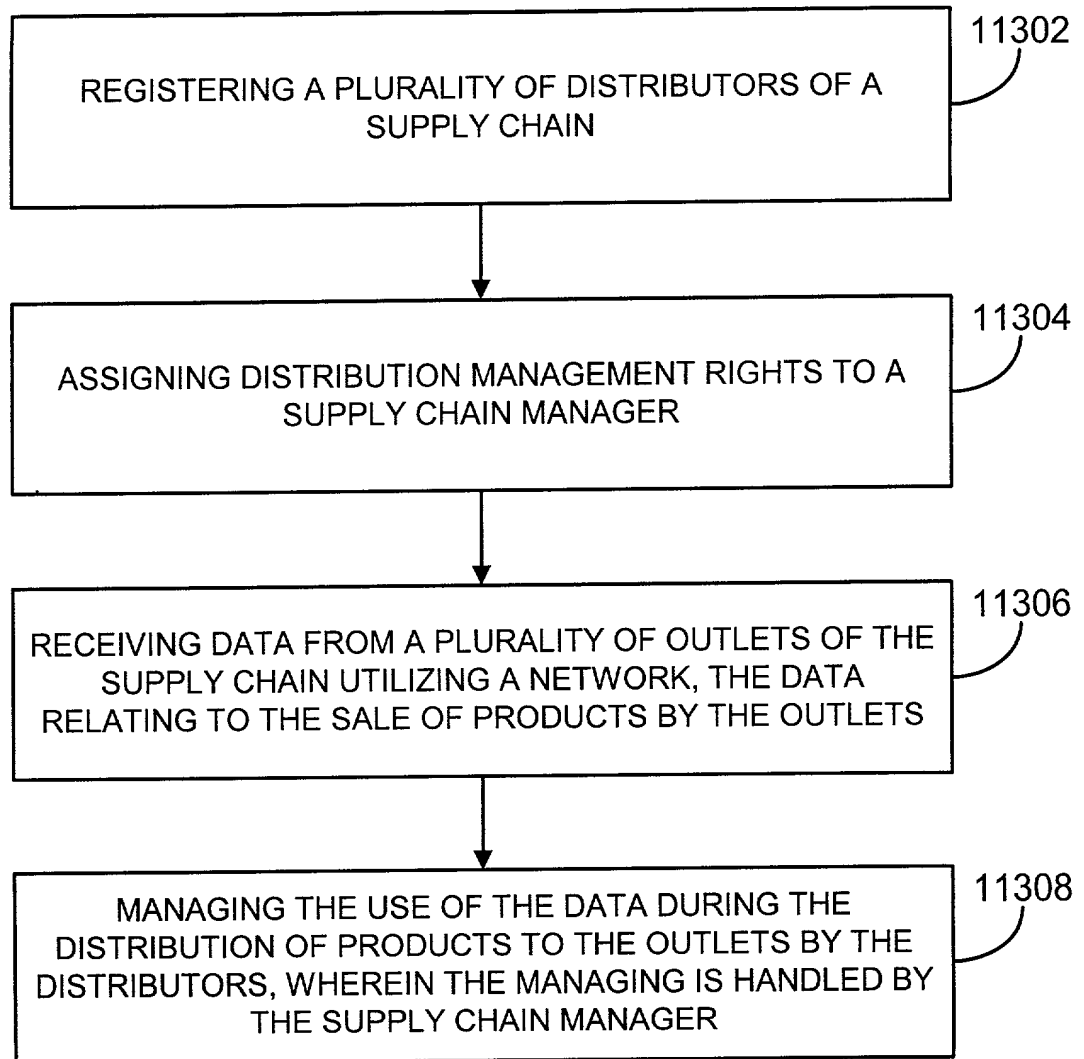 11302
REGISTERING A PLURALITY OF DISTRIBUTORS OF A
SUPPLY CHAIN
11304
ASSIGNING DISTRIBUTION MANAGEMENT RIGHTS TO A
SUPPLY CHAIN MANAGER
11306
RECEIVING DATA FROM A PLURALITY OF OUTLETS OF THE
SUPPLY CHAIN UTILIZING A NETWORK, THE DATA
RELATING TO THE SALE OF PRODUCTS BY THE OUTLETS
11308
MANAGING THE USE OF THE DATA DURING THE
DISTRIBUTION OF PRODUCTS TO THE OUTLETS BY THE
DISTRIBUTORS, WHEREIN THE MANAGING IS HANDLED BY
THE SUPPLY CHAIN MANAGER